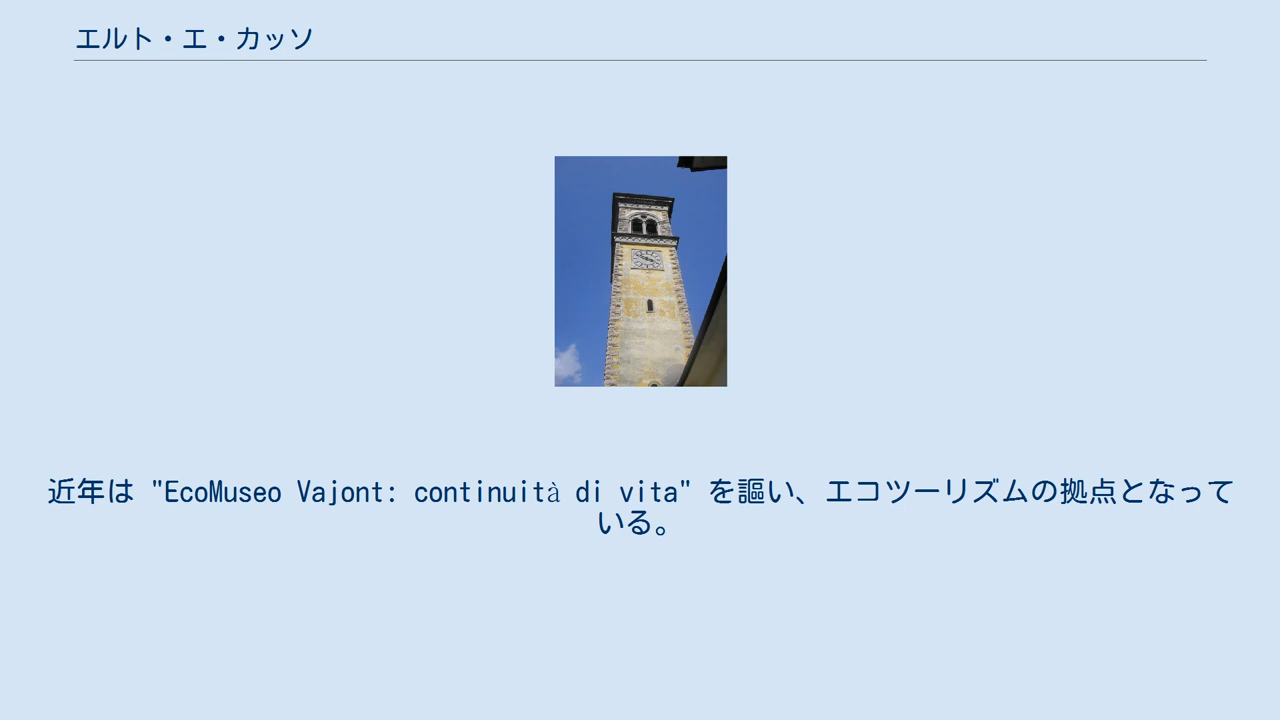 エルト・エ・カッソ
近年は "EcoMuseo Vajont: continuità di vita" を謳い、エコツーリズムの拠点となって
いる。